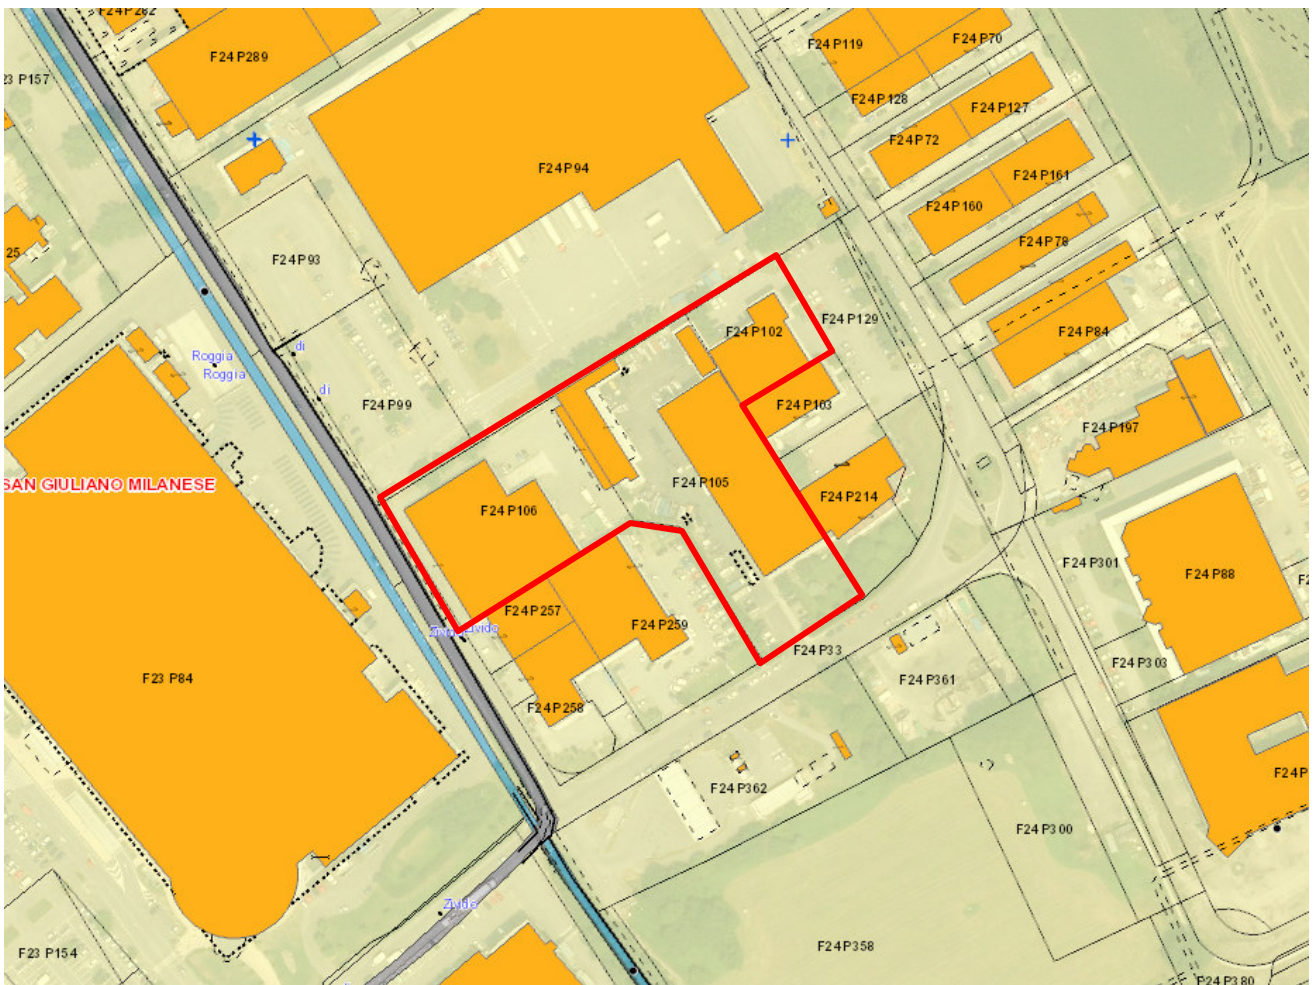 F24 P282
F24 P289
F24 P119
F24 P70
23 P157
F24 P128
F24 P127
F24 P72
F24 P94
F24 P161
F24 P160
F24 P78
25
F24 P93
F24 P129
F24 P102
F24 P84
di
Roggia
Roggia
di
F24 P99
F24 P103
F24 P197
SAN GIULIANO MILANESE
F24 P105
F24 P214
F24 P106
F24 P301
F24 P88
F24 P257
F24 P259
Zivido
F24 P33
F24 P303
F23 P84
F24 P361
F24 P258
F24 P
F24 P362
F24 P300
Zivido
F24 P358
F23 P154
F24 P380